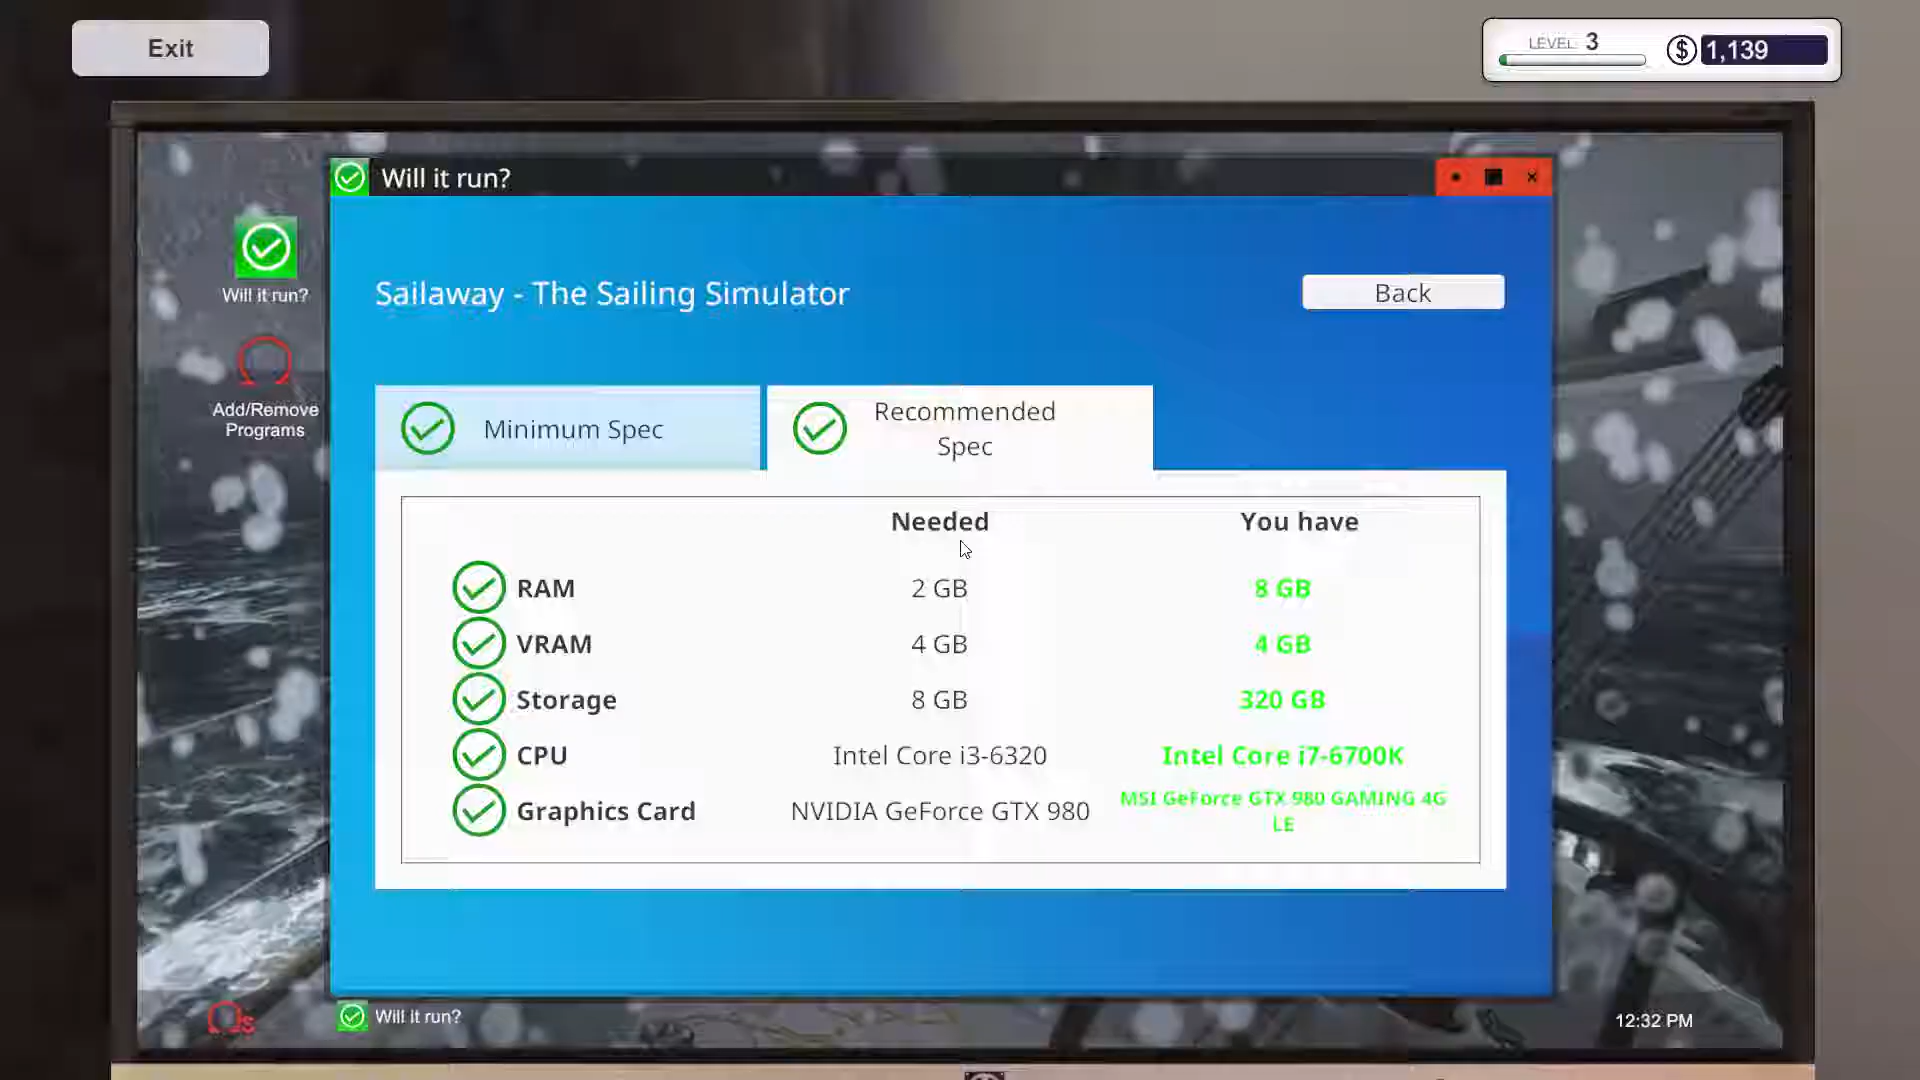 Exit
LEVEL: 3
$ 1,139
Will it run?
Will it run?
Add/Remove
Programs
Sailaway - The Sailing Simulator
Back
Minimum Spec
Recommended
Spec
Needed You have
RAM 2 GB 8 GB
VRAM 4 GB 4 GB
Storage 8 GB 320 GB
CPU Intel Core i3-6320 Intel Core i7-6700K
Graphics Card NVIDIA GeForce GTX 980 MSI GeForce GTX 980 GAMING 4G
LE
Ωs
Will it run?
12:32 PM